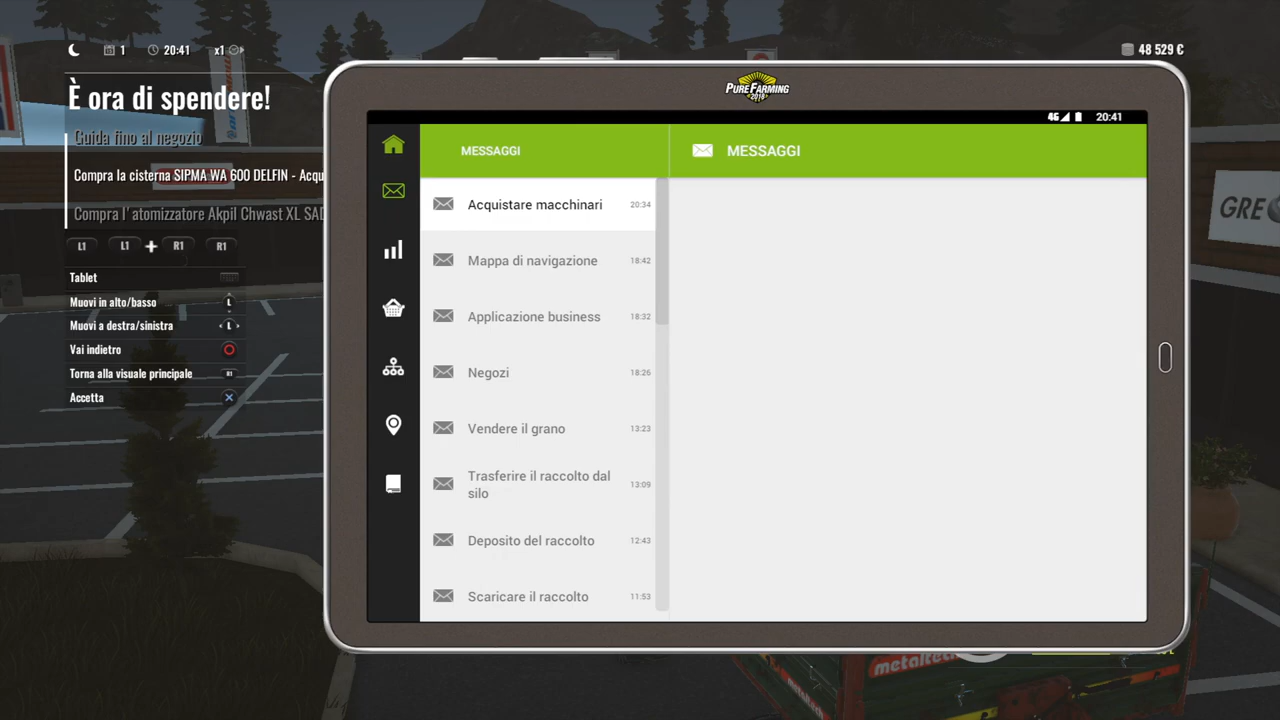 1
20:41
x1
48 529 €
È ora di spendere!
Guida fino al negozio
Compra la cisterna SIPMA WA 600 DELFIN - Acqu
Compra l'atomizzatore Akpil Chwast XL SAD
L1
L1 + R1
R1
Tablet
Muovi in alto/basso
L
Muovi a destra/sinistra
L
Vai indietro
Torna alla visuale principale
R1
Accetta
PURE FARMING
2018
4G
20:41
MESSAGGI
MESSAGGI
Acquistare macchinari
20:34
Mappa di navigazione
18:42
Applicazione business
18:32
Negozi
18:26
Vendere il grano
13:23
Trasferire il raccolto dal
silo
13:09
Deposito del raccolto
12:43
Scaricare il raccolto
11:53
GRE
metaltech
metaltech